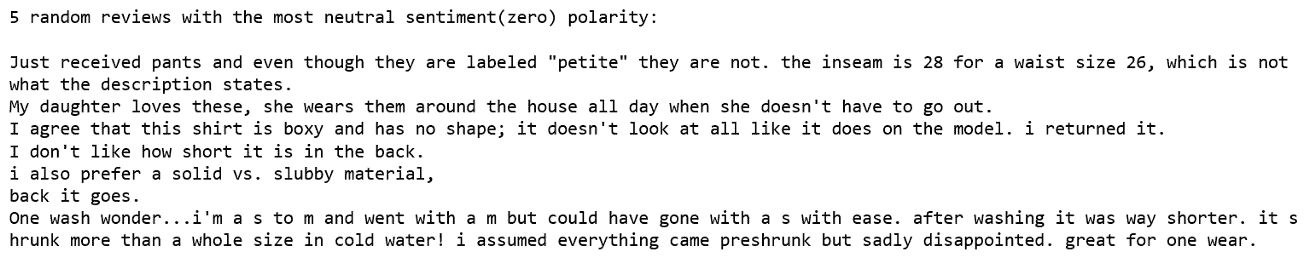 5 random reviews with the most neutral sentiment(zero) polarity:
Just received pants and even though they are labeled "petite" they are not. the inseam is 28 for a waist size 26, which is not
what the description states.
My daughter loves these, she wears them around the house all day when she doesn't have to go out.
I agree that this shirt is boxy and has no shape; it doesn't look at all like it does on the model. i returned it.
I don't like how short it is in the back.
i also prefer a solid vs. slubby material,
back it goes.
One wash wonder...i'm a s to m and went with a m but could have gone with a s with ease. after washing it was way shorter. it s
hrunk more than a whole size in cold water! i assumed everything came preshrunk but sadly disappointed. great for one wear.